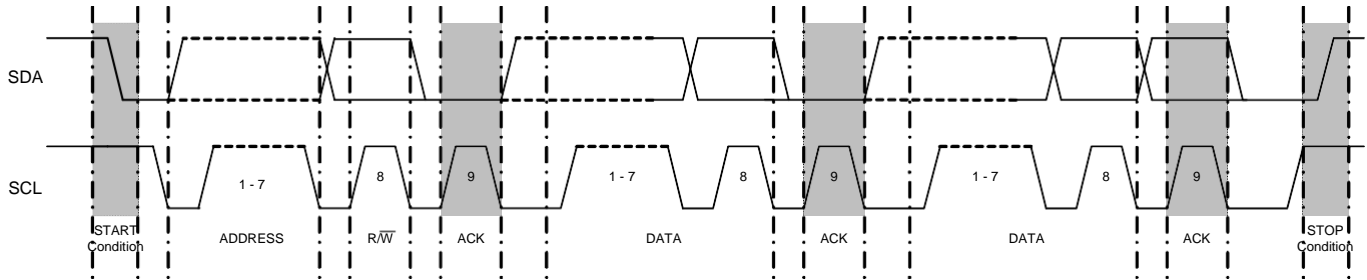 SDA
SCL
1 - 7
8
9
1 - 7
8
9
1 - 7
8
9
START
Condition
ADDRESS
R/W̅
ACK
DATA
ACK
DATA
ACK
STOP
Condition